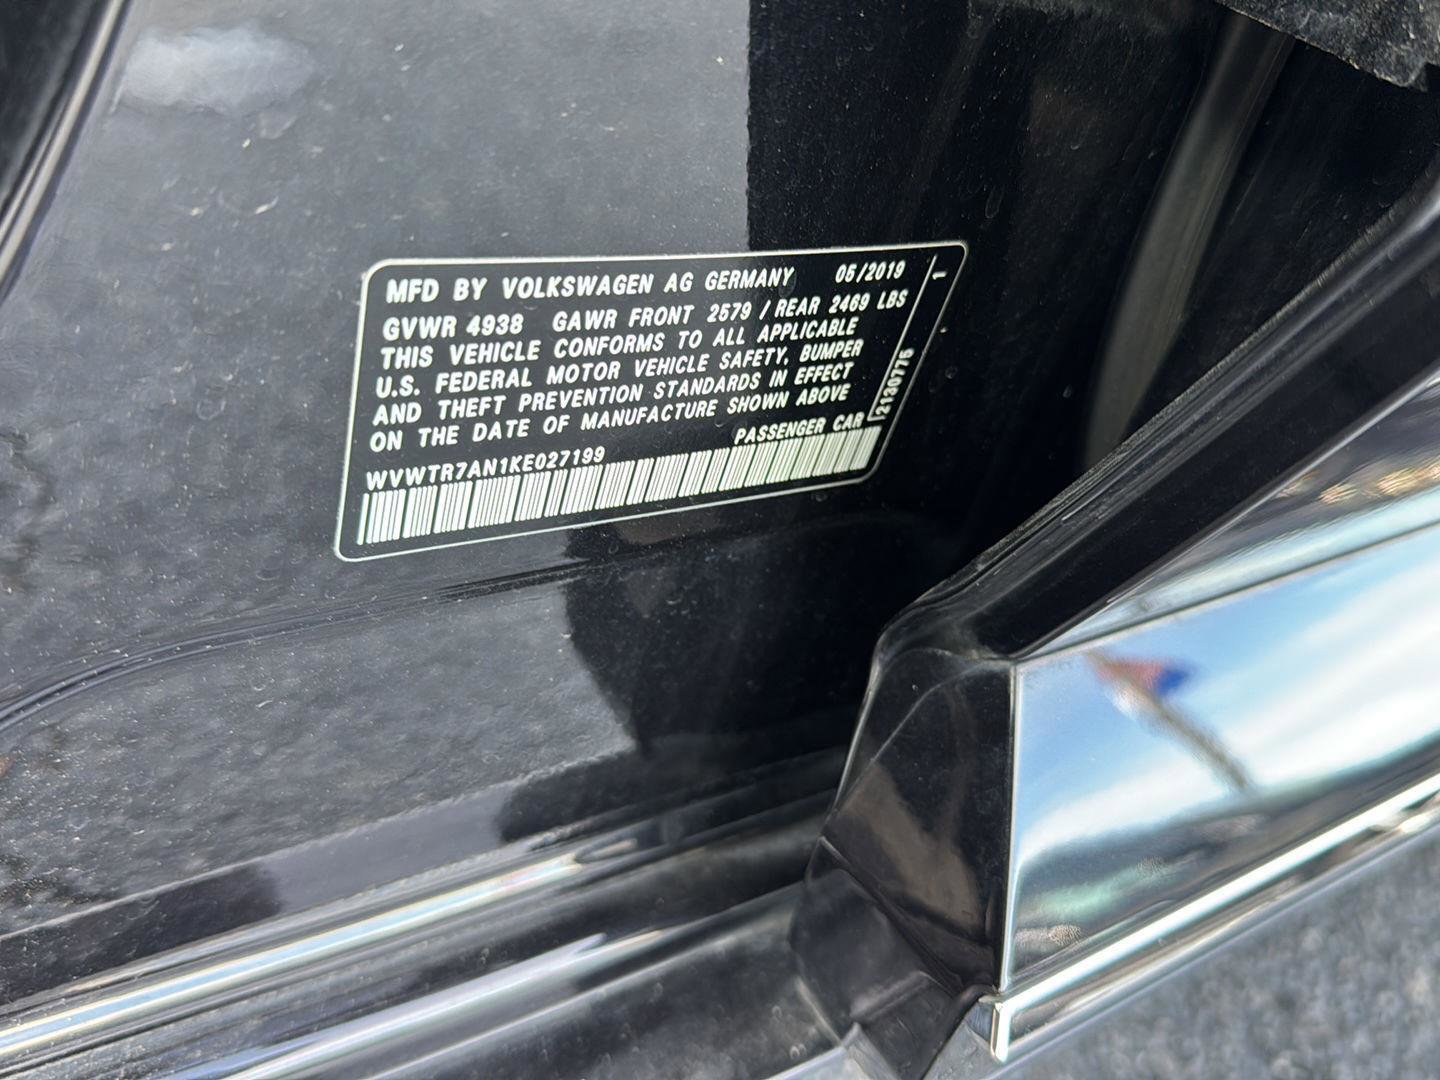 MFD BY VOLKSWAGEN AG GERMANY 05/2019
GVWR 4938 GAWR FRONT 2579 / REAR 2469 LBS
THIS VEHICLE CONFORMS TO ALL APPLICABLE
U.S. FEDERAL MOTOR VEHICLE SAFETY, BUMPER
AND THEFT PREVENTION STANDARDS IN EFFECT
ON THE DATE OF MANUFACTURE SHOWN ABOVE
WVWTR7AN1KE027199 PASSENGER CAR
2130775
1